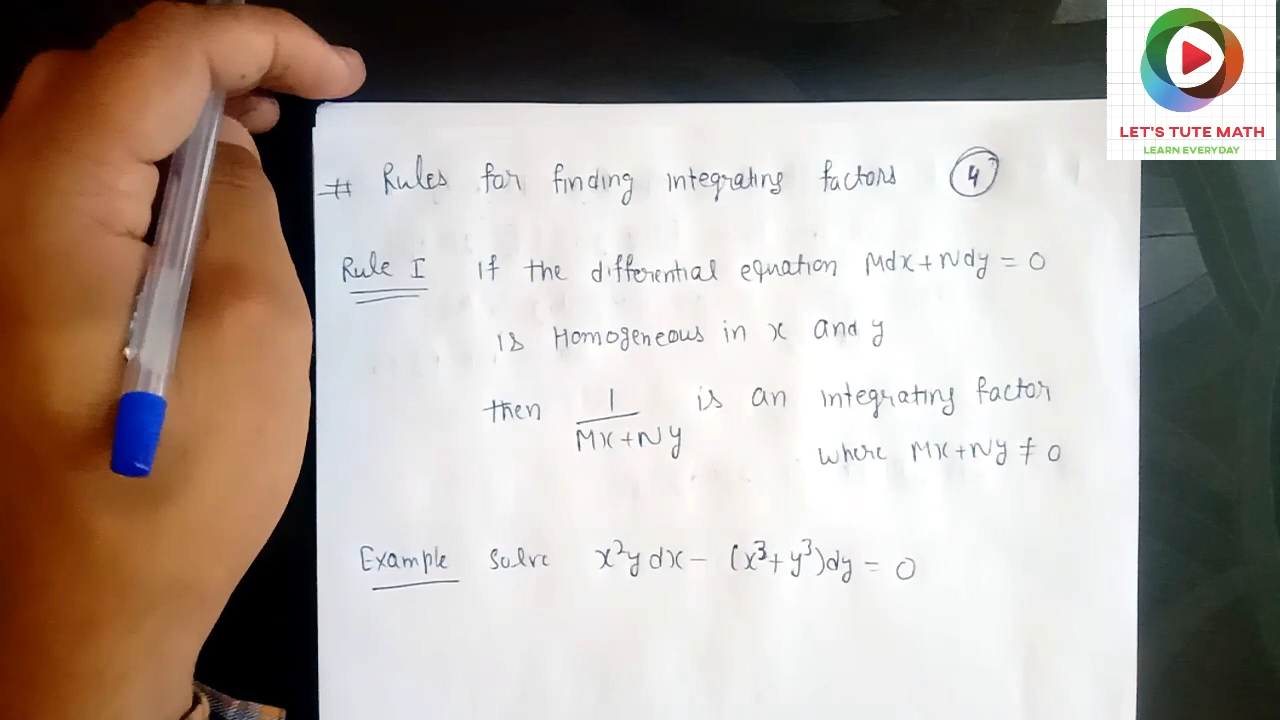 # Rules for finding integrating factors 4
Rule I If the differential equation Mdx+Ndy = 0
is Homogeneous in x and y
then 1/(Mx+Ny) is an integrating factor
where Mx+Ny ≠ 0
Example solve x²y dx - (x³+y³)dy = 0
LET'S TUTE MATH
LEARN EVERYDAY